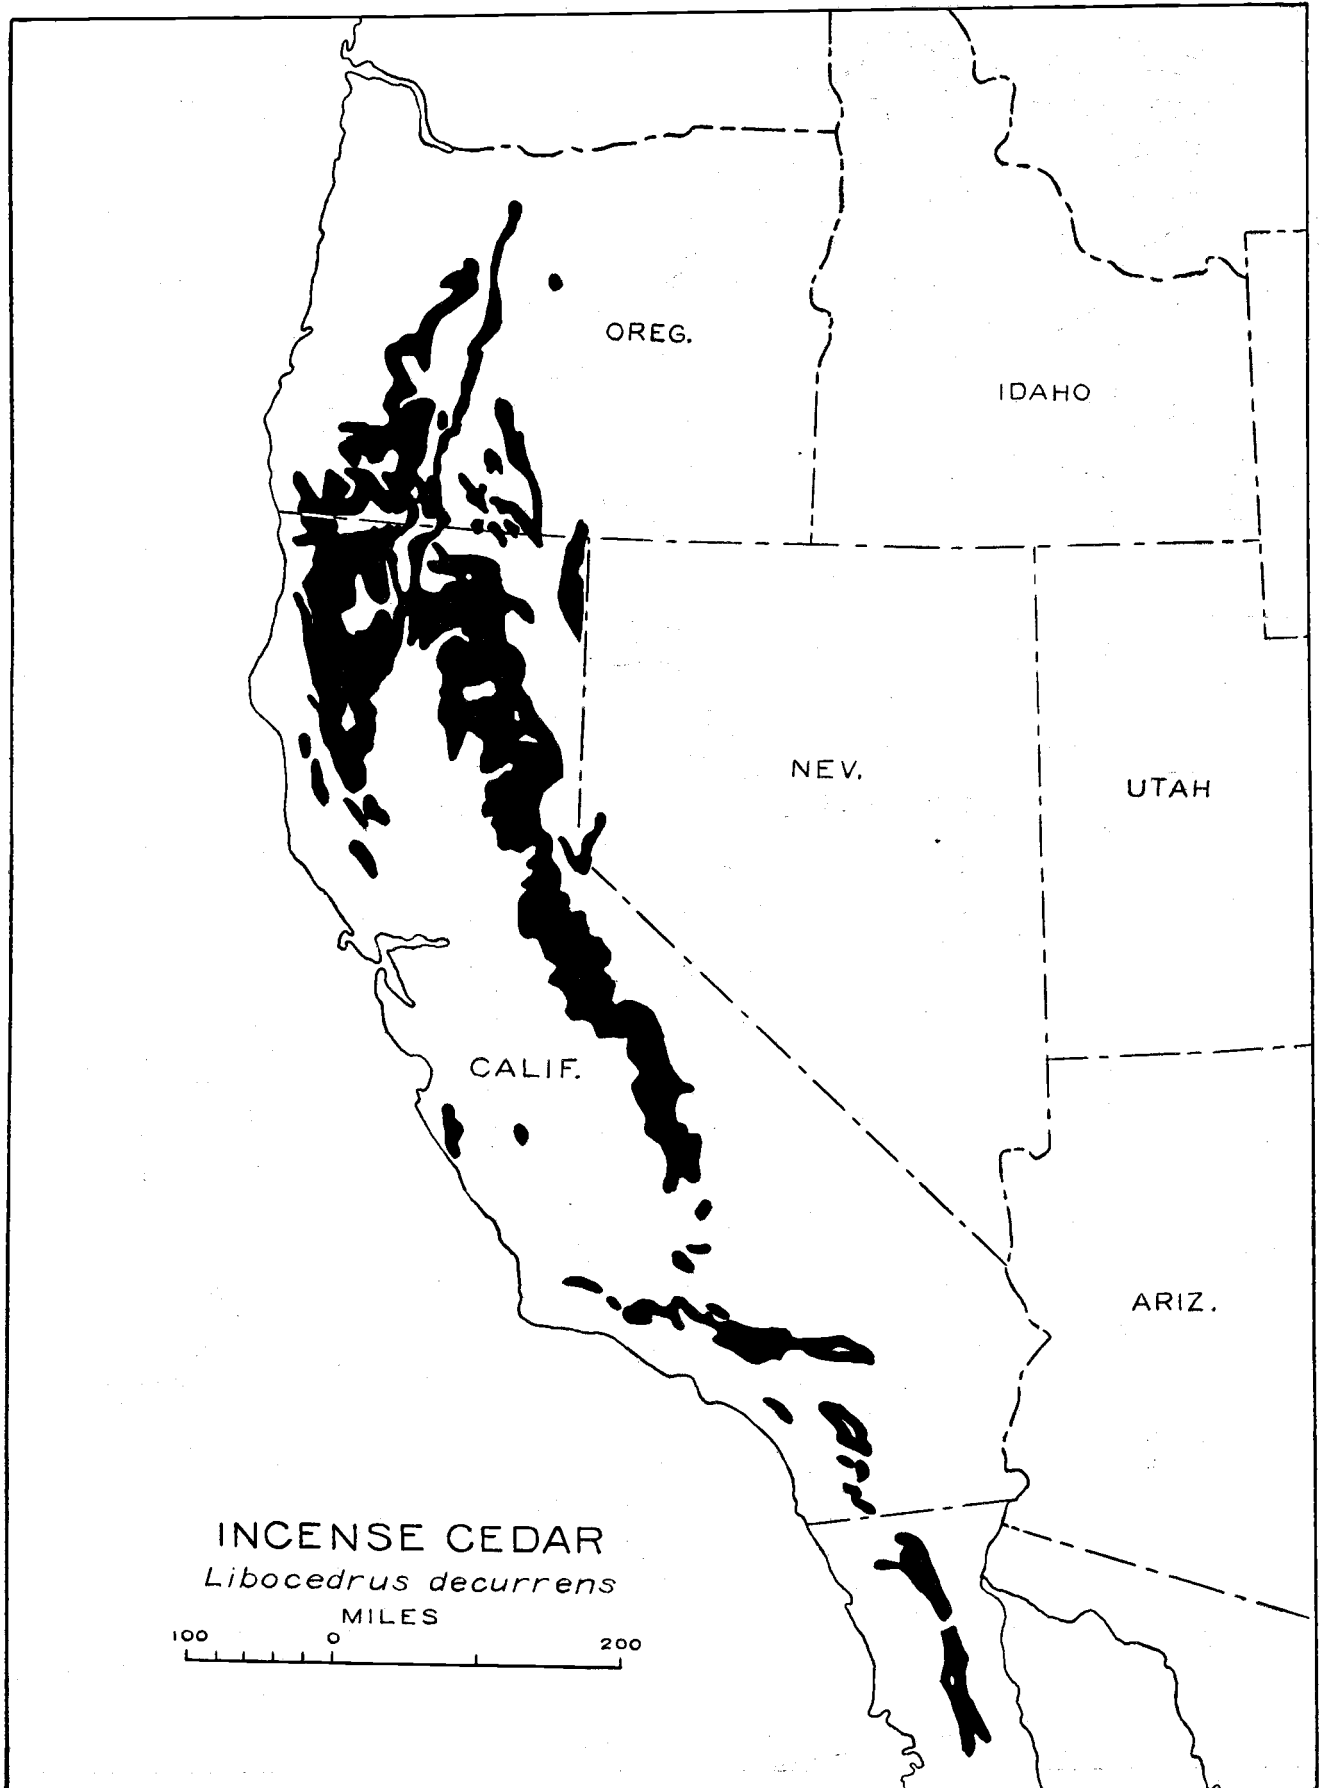 OREG.
IDAHO
NEV.
UTAH
CALIF.
ARIZ.
INCENSE CEDAR
Libocedrus decurrens
MILES
100 0 200